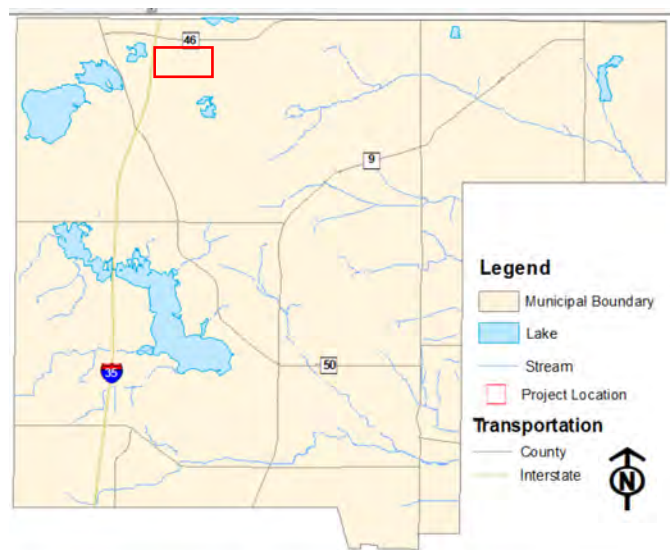 46
9
50
35
Legend
Municipal Boundary
Lake
Stream
Project Location
Transportation
County
Interstate
N